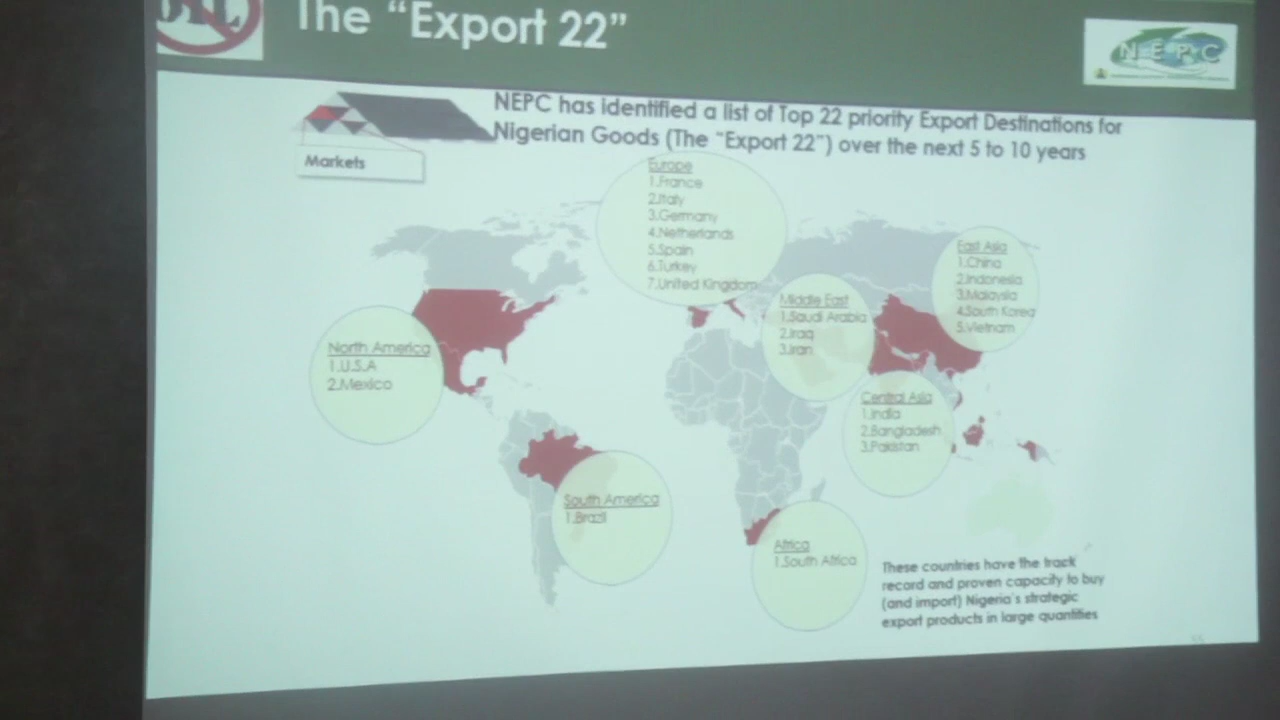 The “Export 22”
N E P C
NEPC has identified a list of Top 22 priority Export Destinations for
Nigerian Goods (The “Export 22”) over the next 5 to 10 years
Markets
Europe
1.France
2.Italy
3.Germany
4.Netherlands
5.Spain
6.Turkey
7.United Kingdom
East Asia
1.China
2.Indonesia
3.Malaysia
4.South Korea
5.Vietnam
Middle East
1.Saudi Arabia
2.Iraq
3.Iran
North America
1.U.S.A
2.Mexico
Central Asia
1.India
2.Bangladesh
3.Pakistan
South America
1.Brazil
Africa
1.South Africa
These countries have the track
record and proven capacity to buy
(and import) Nigeria's strategic
export products in large quantities